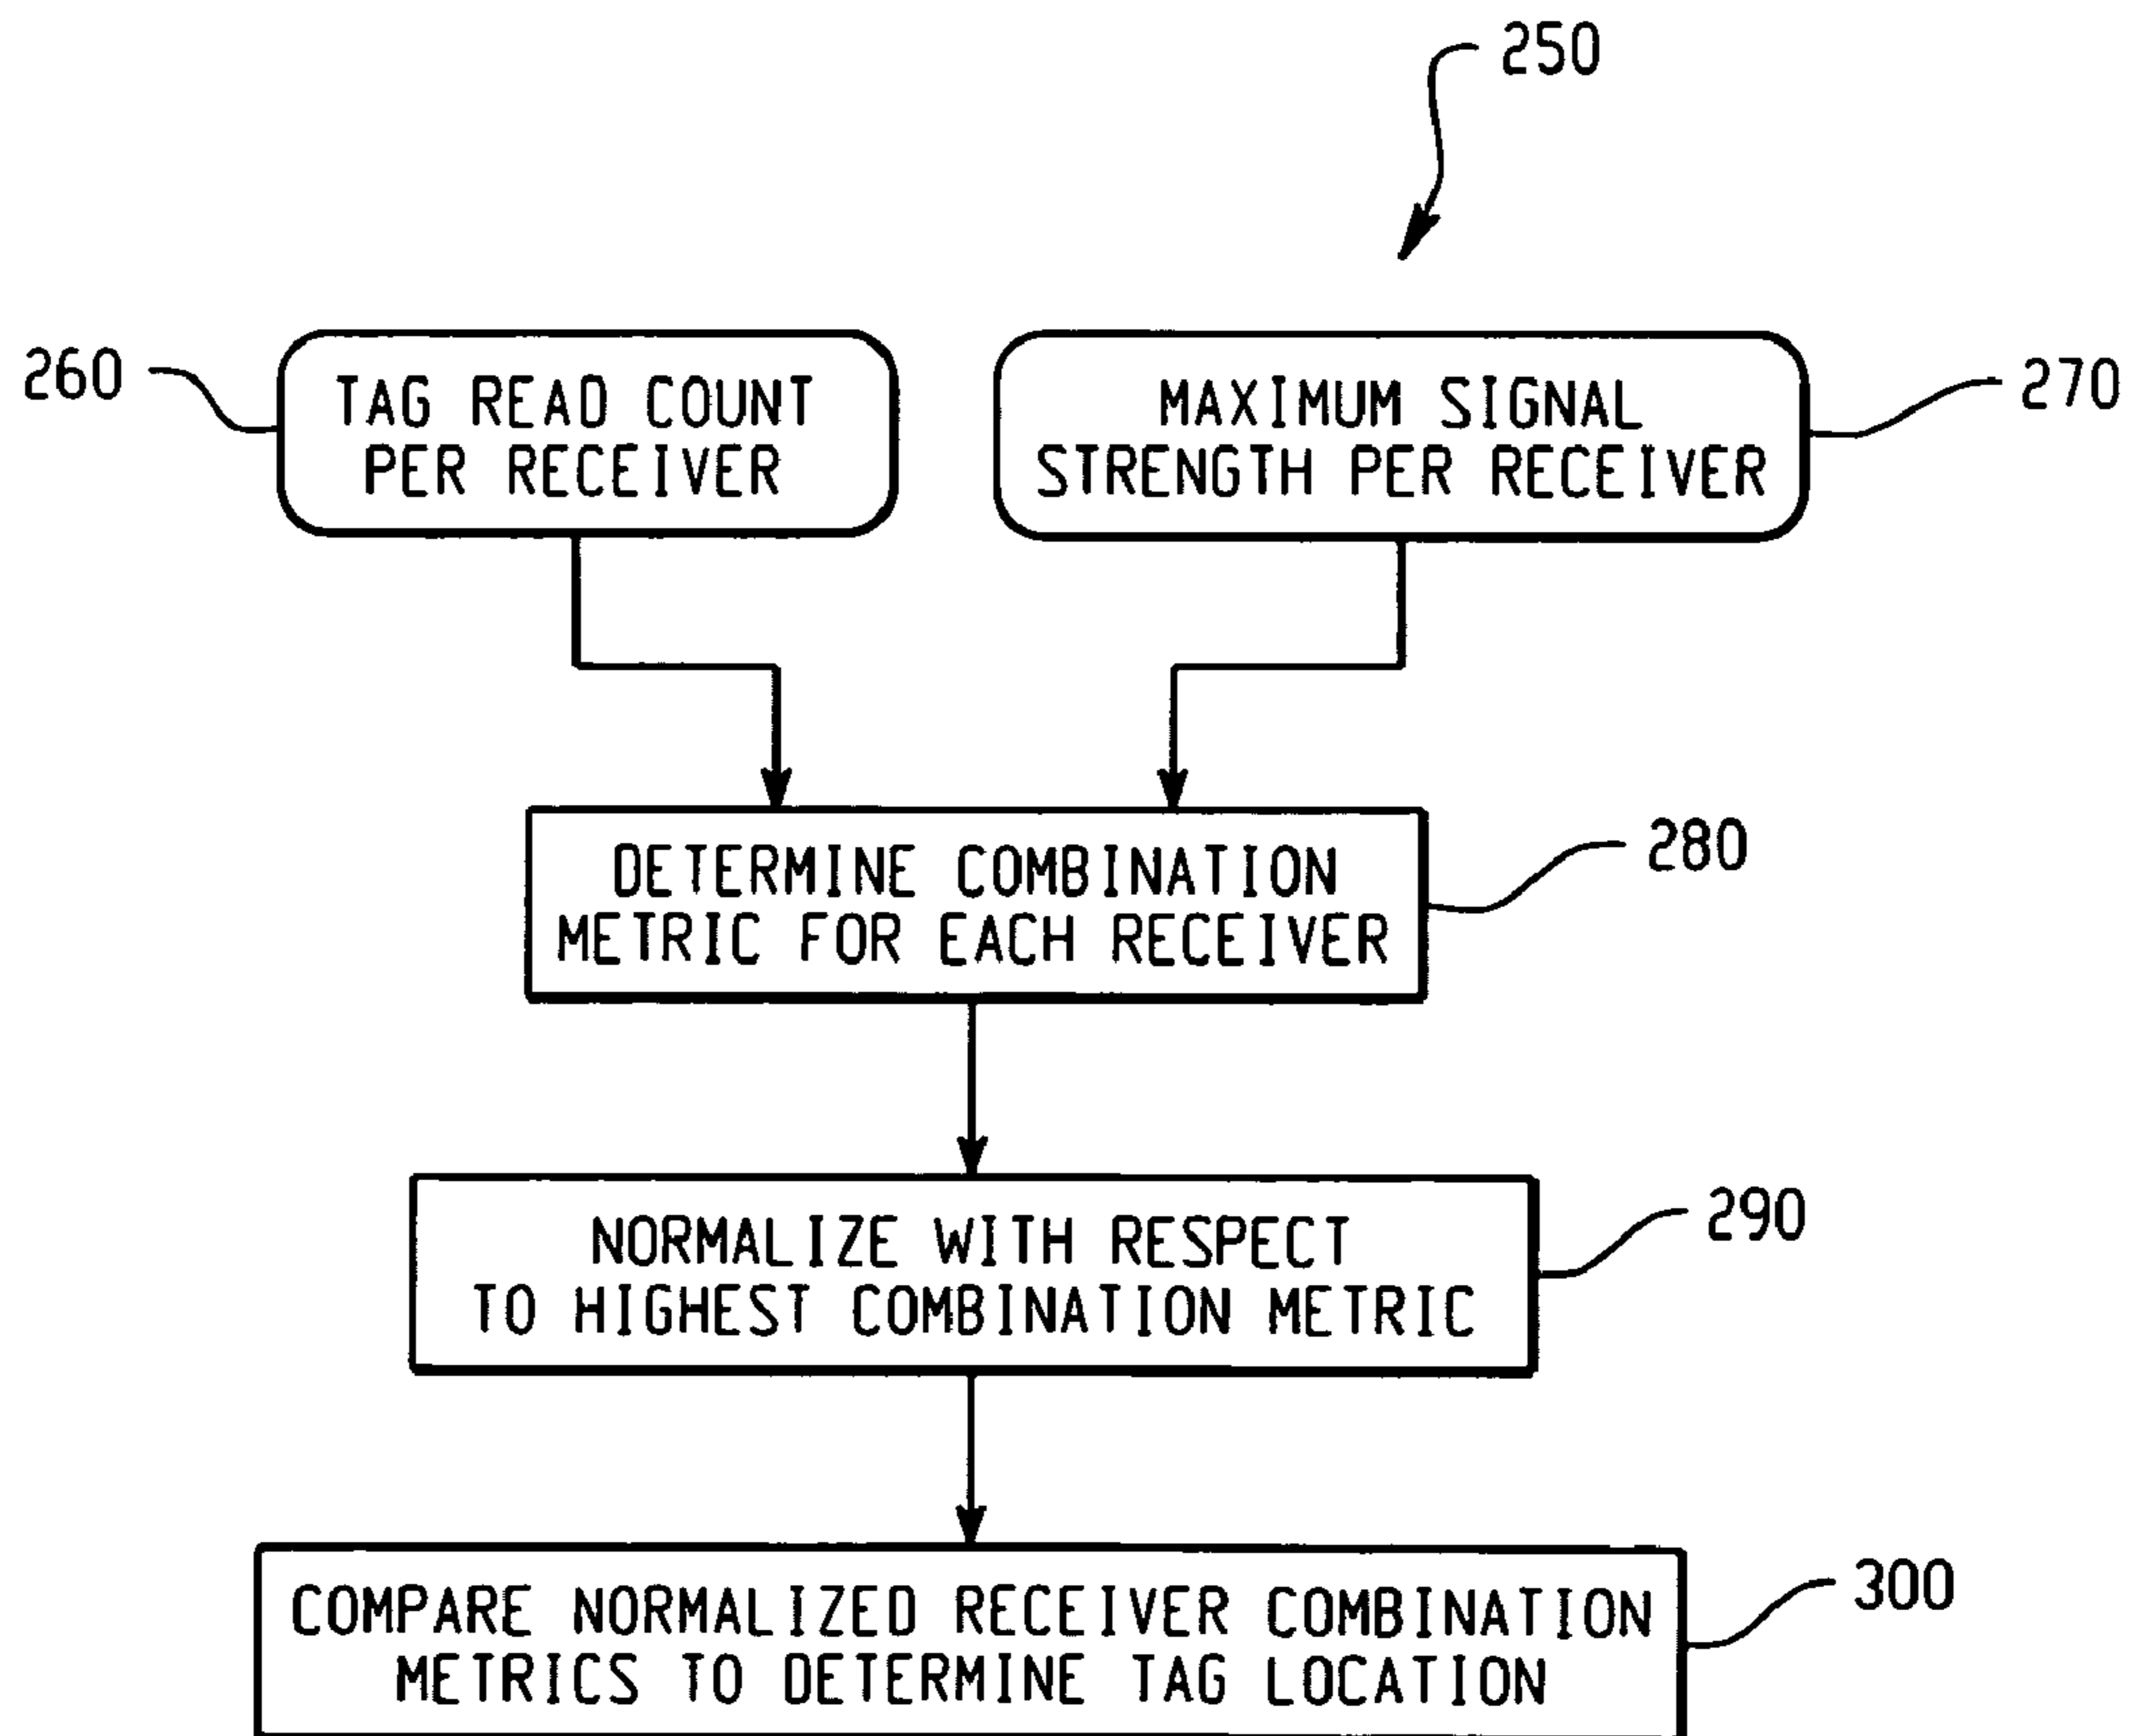 250
260
TAG READ COUNT
PER RECEIVER
MAXIMUM SIGNAL
STRENGTH PER RECEIVER
270
DETERMINE COMBINATION
METRIC FOR EACH RECEIVER
280
NORMALIZE WITH RESPECT
TO HIGHEST COMBINATION METRIC
290
COMPARE NORMALIZED RECEIVER COMBINATION
METRICS TO DETERMINE TAG LOCATION
300